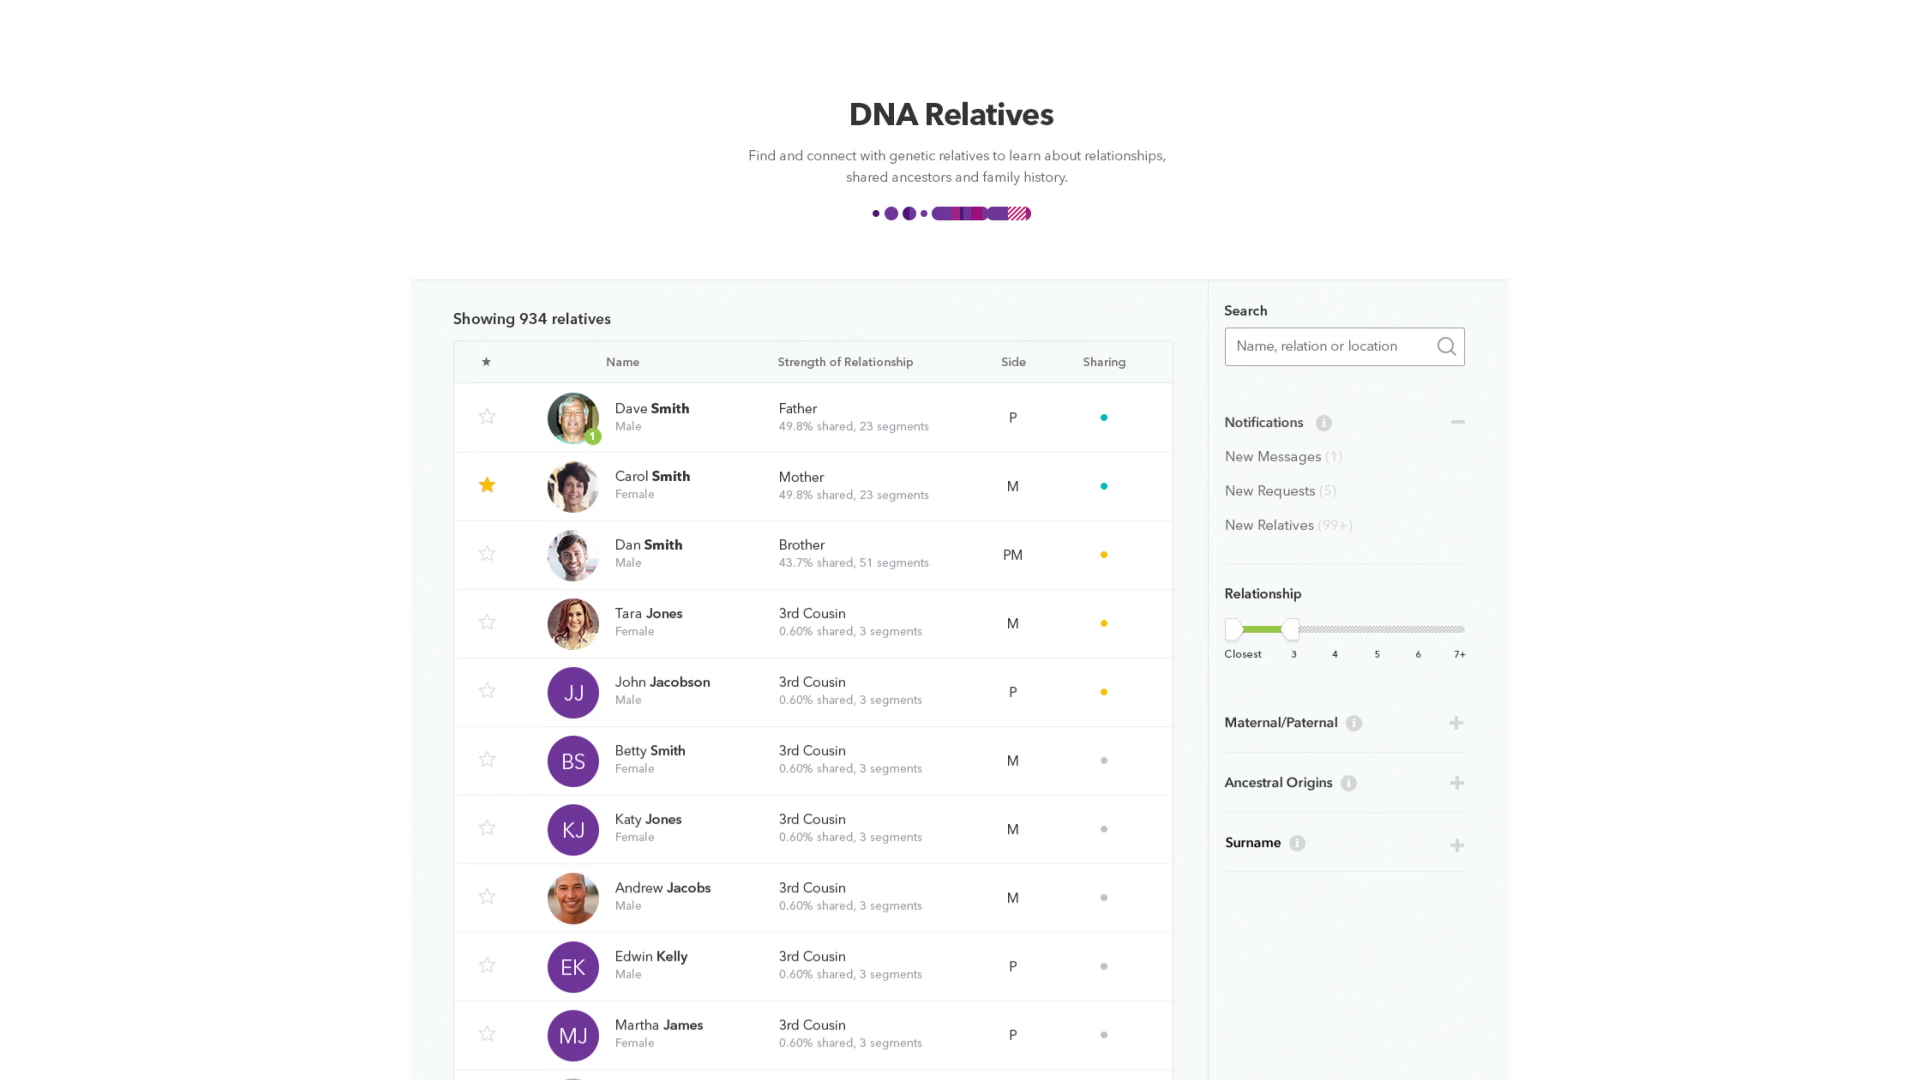 DNA Relatives
Find and connect with genetic relatives to learn about relationships,
shared ancestors and family history.
Showing 934 relatives
★ Name Strength of Relationship Side Sharing
Dave Smith Father
Male 49.8% shared, 23 segments P
1
Carol Smith Mother
Female 49.8% shared, 23 segments M
Dan Smith Brother
Male 43.7% shared, 51 segments PM
Tara Jones 3rd Cousin
Female 0.60% shared, 3 segments M
JJ John Jacobson 3rd Cousin
Male 0.60% shared, 3 segments P
BS Betty Smith 3rd Cousin
Female 0.60% shared, 3 segments M
KJ Katy Jones 3rd Cousin
Female 0.60% shared, 3 segments M
Andrew Jacobs 3rd Cousin
Male 0.60% shared, 3 segments M
EK Edwin Kelly 3rd Cousin
Male 0.60% shared, 3 segments P
MJ Martha James 3rd Cousin
Female 0.60% shared, 3 segments P
Search
Name, relation or location
Notifications i
New Messages (1)
New Requests (5)
New Relatives (99+)
Relationship
Closest 3 4 5 6 7+
Maternal/Paternal i
Ancestral Origins i
Surname i